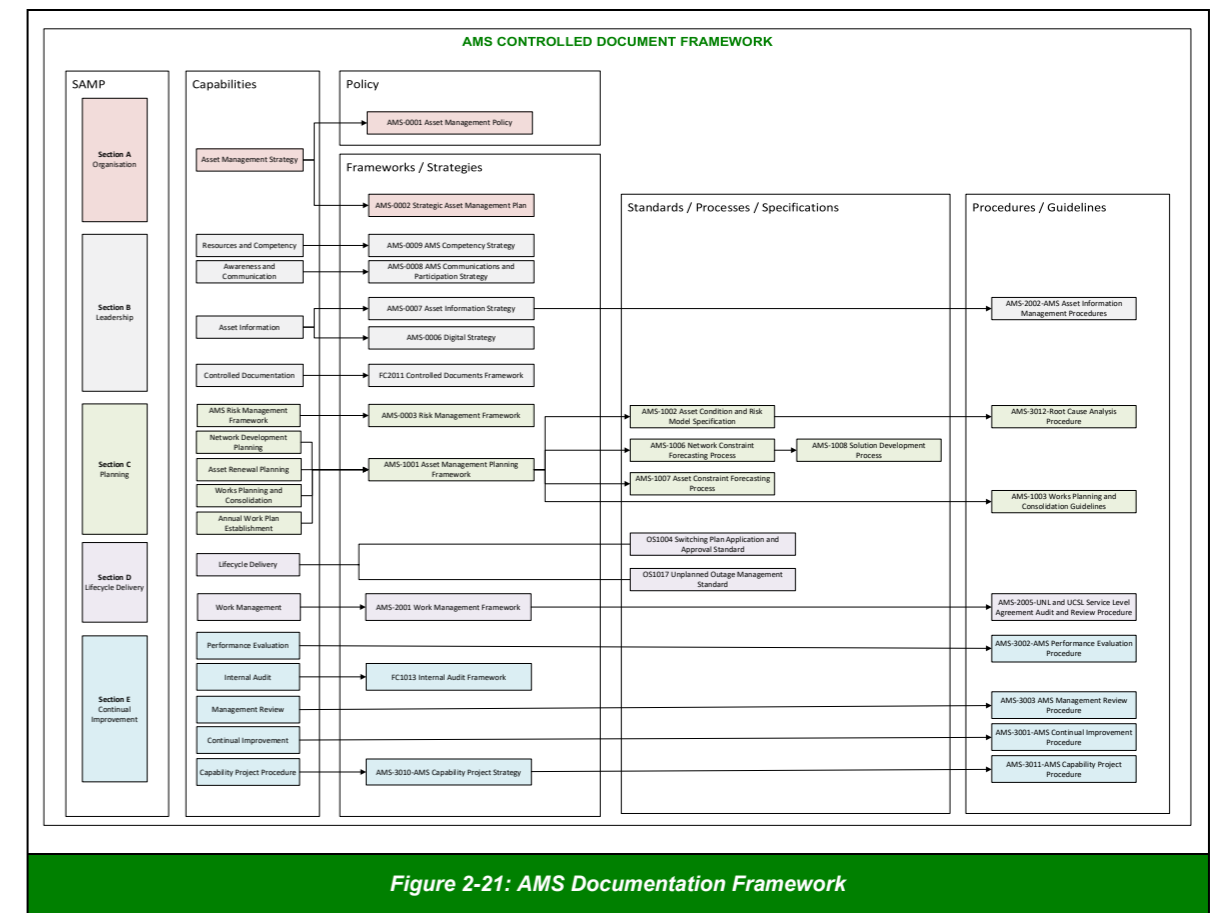 AMS CONTROLLED DOCUMENT FRAMEWORK
SAMP
Section A
Organisation
Section B
Leadership
Section C
Planning
Section D
Lifecycle Delivery
Section E
Continual
Improvement
Capabilities
Asset Management Strategy
Resources and Competency
Awareness and
Communication
Asset Information
Controlled Documentation
AMS Risk Management
Framework
Network Development
Planning
Asset Renewal Planning
Works Planning and
Consolidation
Annual Work Plan
Establishment
Lifecycle Delivery
Work Management
Performance Evaluation
Internal Audit
Management Review
Continual Improvement
Capability Project Procedure
Policy
AMS-0001 Asset Management Policy
Frameworks / Strategies
AMS-0002 Strategic Asset Management Plan
AMS-0009 AMS Competency Strategy
AMS-0008 AMS Communications and
Participation Strategy
AMS-0007 Asset Information Strategy
AMS-0006 Digital Strategy
FC2011 Controlled Documents Framework
AMS-0003 Risk Management Framework
AMS-1001 Asset Management Planning
Framework
AMS-2001 Work Management Framework
FC1013 Internal Audit Framework
AMS-3010-AMS Capability Project Strategy
Standards / Processes / Specifications
AMS-1002 Asset Condition and Risk
Model Specification
AMS-1006 Network Constraint
Forecasting Process
AMS-1008 Solution Development
Process
AMS-1007 Asset Constraint Forecasting
Process
OS1004 Switching Plan Application and
Approval Standard
OS1017 Unplanned Outage Management
Standard
Procedures / Guidelines
AMS-2002-AMS Asset Information
Management Procedures
AMS-3012-Root Cause Analysis
Procedure
AMS-1003 Works Planning and
Consolidation Guidelines
AMS-2005-UNL and UCSL Service Level
Agreement Audit and Review Procedure
AMS-3002-AMS Performance Evaluation
Procedure
AMS-3003 AMS Management Review
Procedure
AMS-3001-AMS Continual Improvement
Procedure
AMS-3011-AMS Capability Project
Procedure
Figure 2-21: AMS Documentation Framework